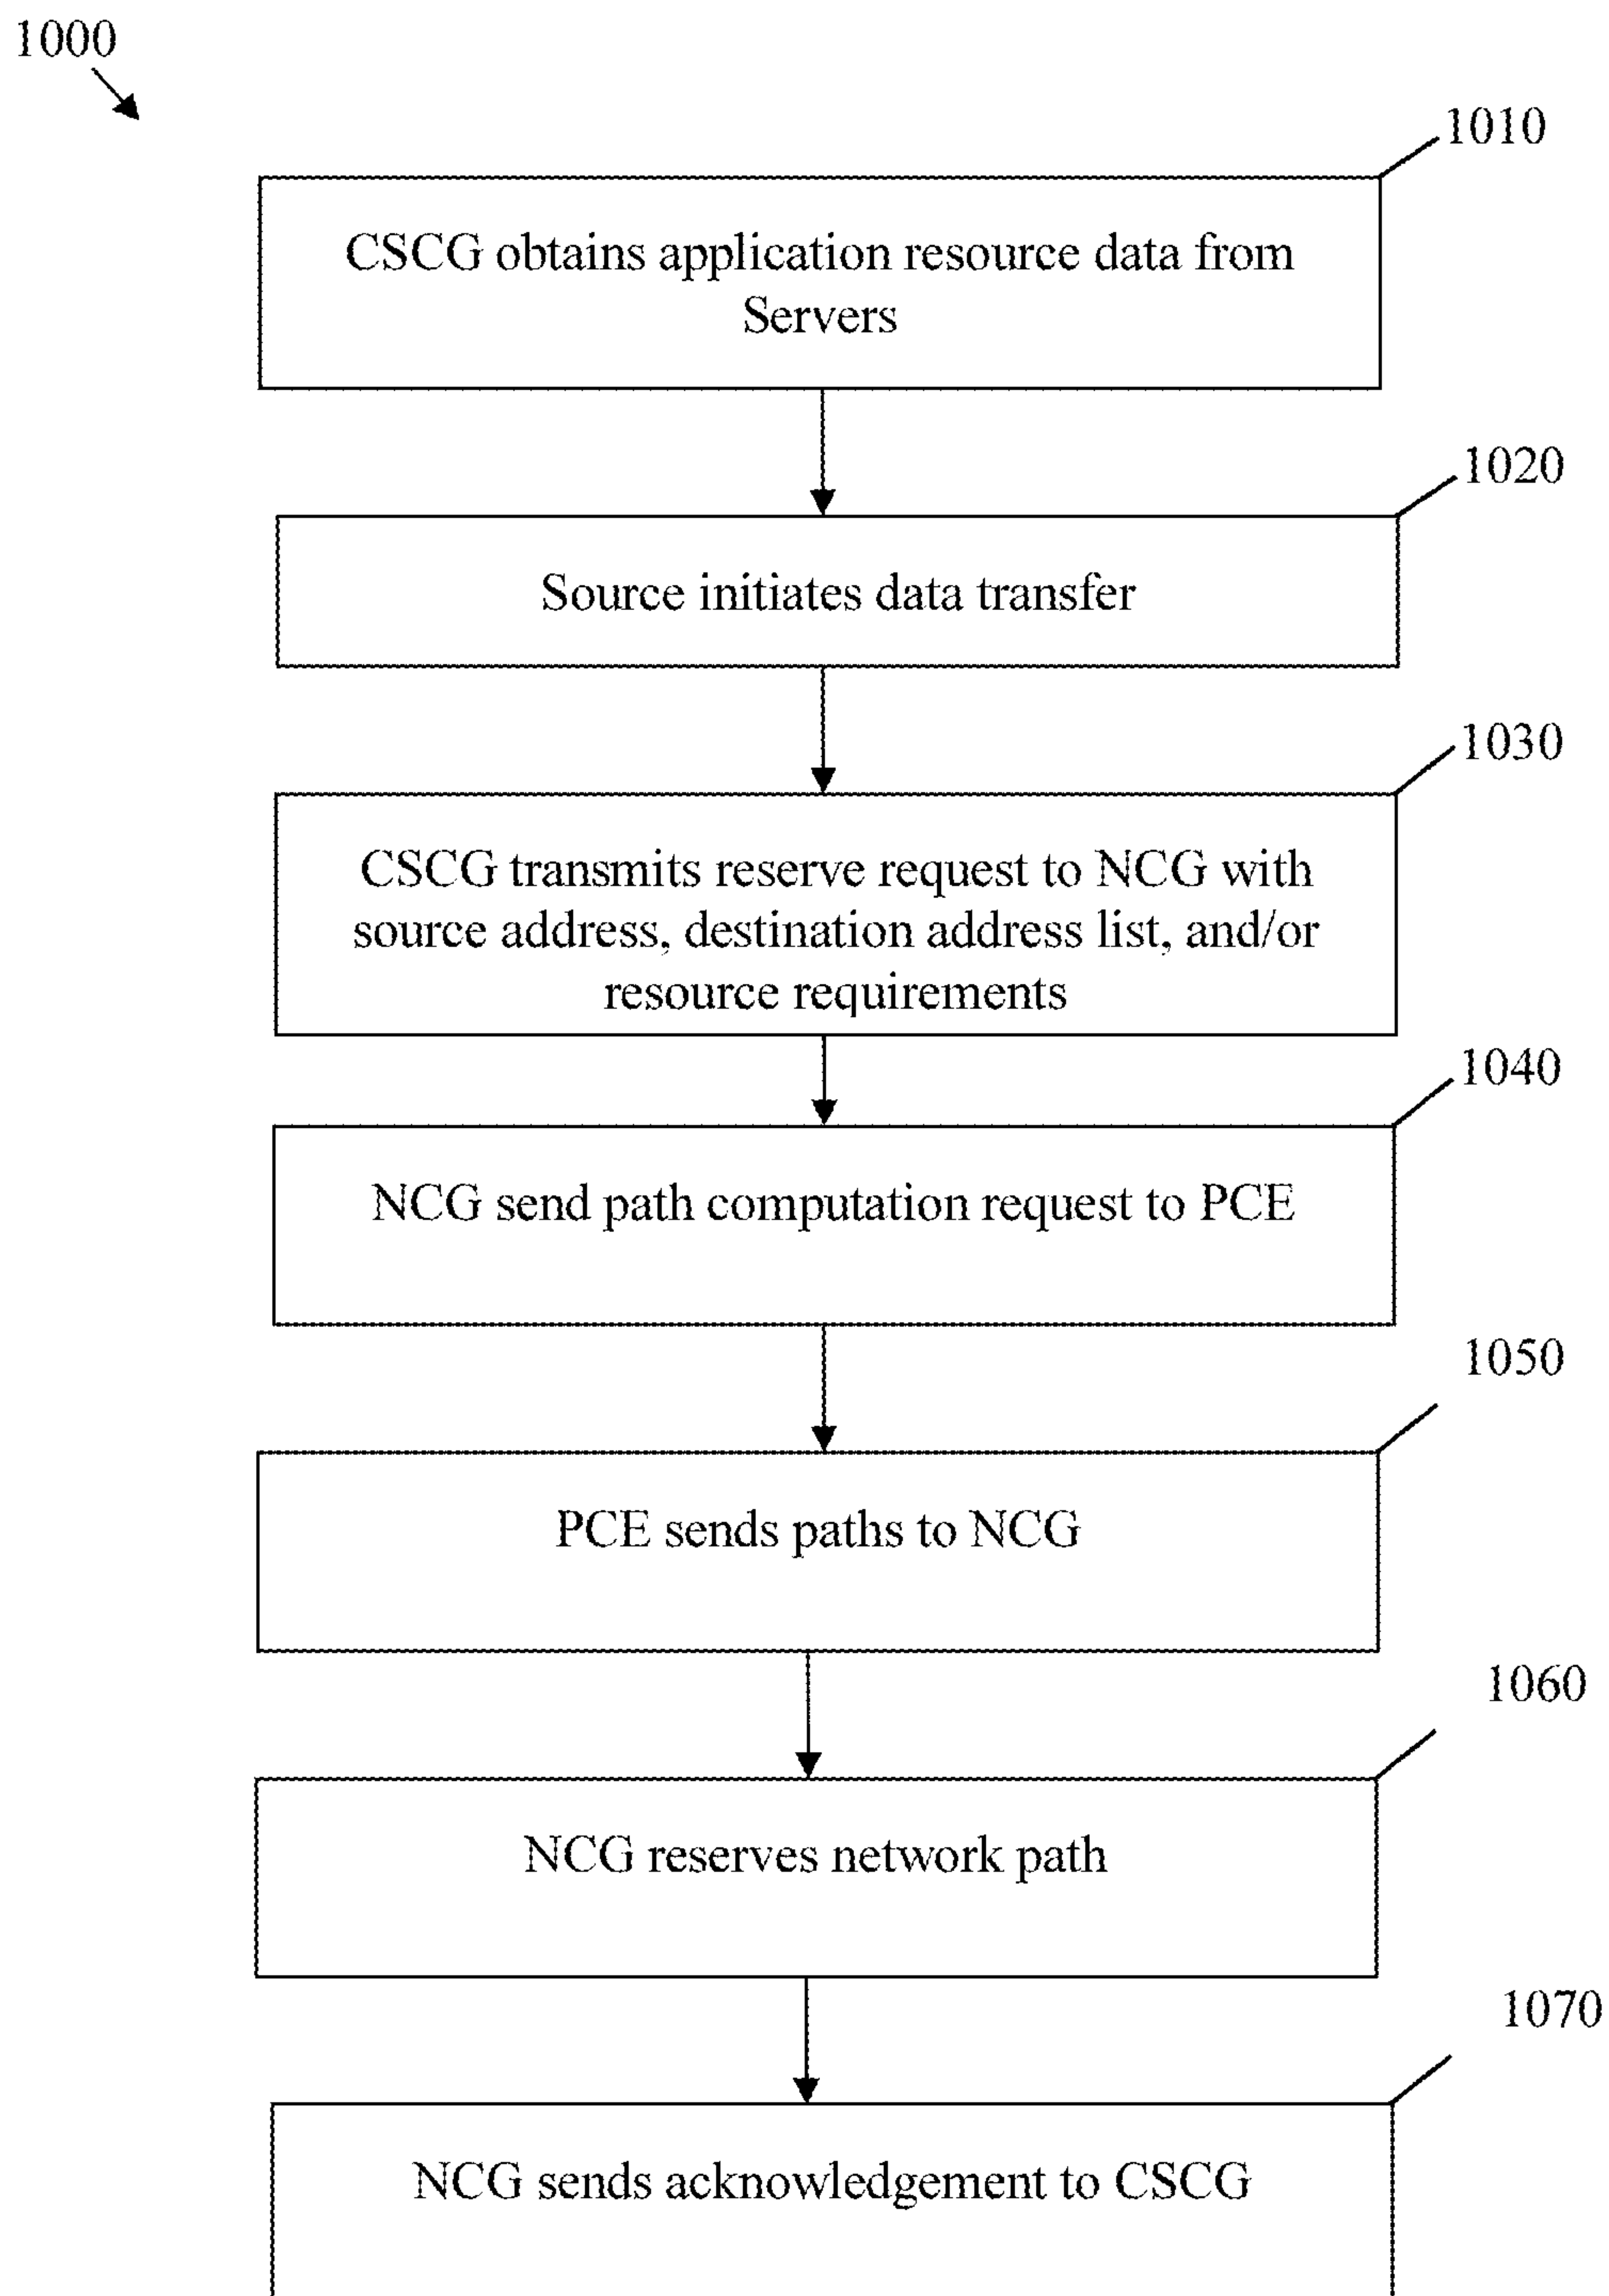 1000
1010
CSCG obtains application resource data from
Servers
1020
Source initiates data transfer
1030
CSCG transmits reserve request to NCG with
source address, destination address list, and/or
resource requirements
1040
NCG send path computation request to PCE
1050
PCE sends paths to NCG
1060
NCG reserves network path
1070
NCG sends acknowledgement to CSCG